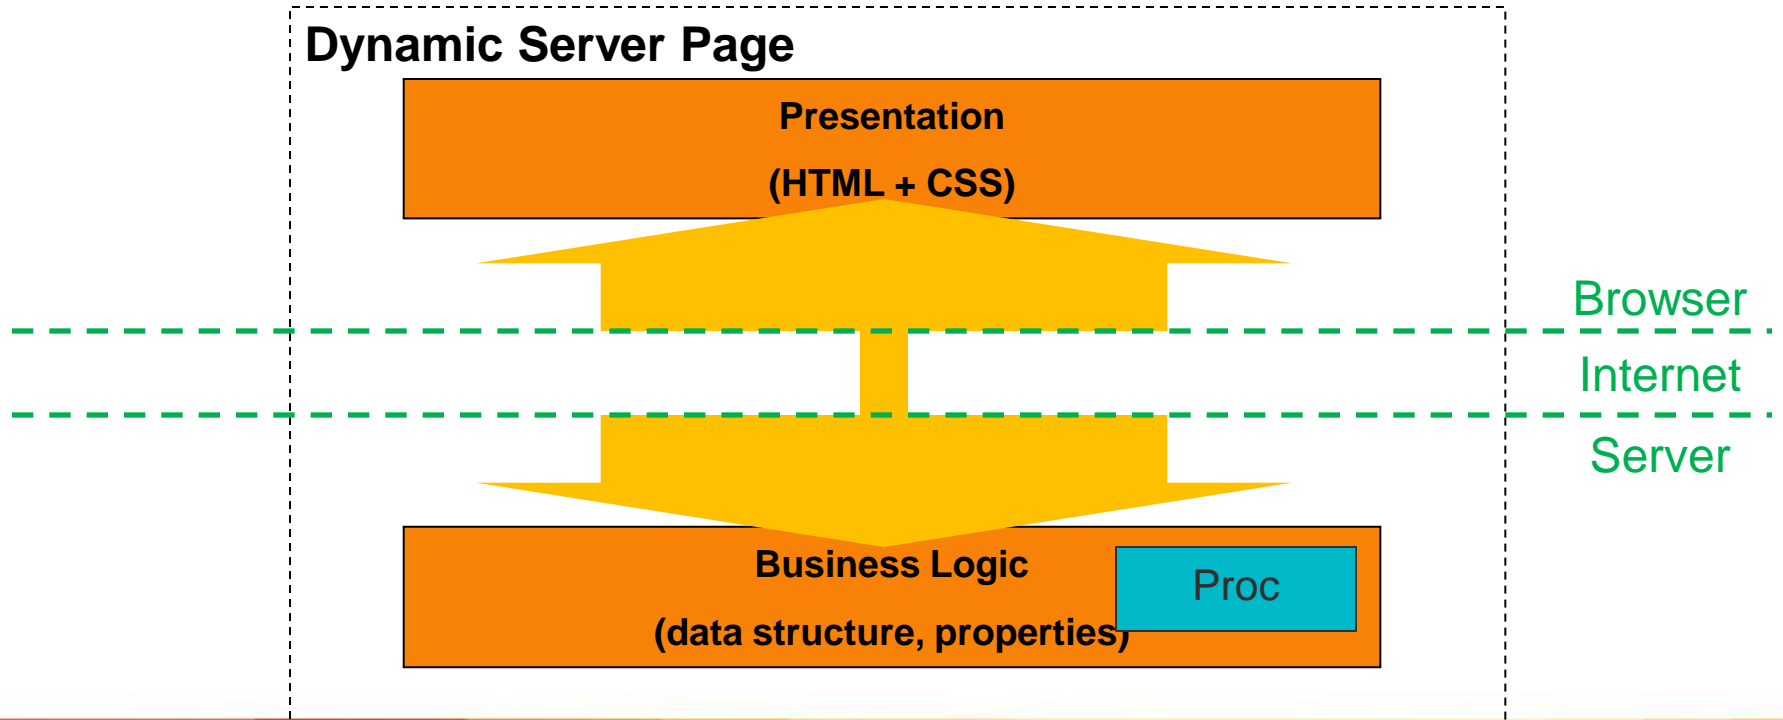 Dynamic Server Page
Presentation
(HTML + CSS)
Browser
Internet
Server
Business Logic
Proc
(data structure, properties)